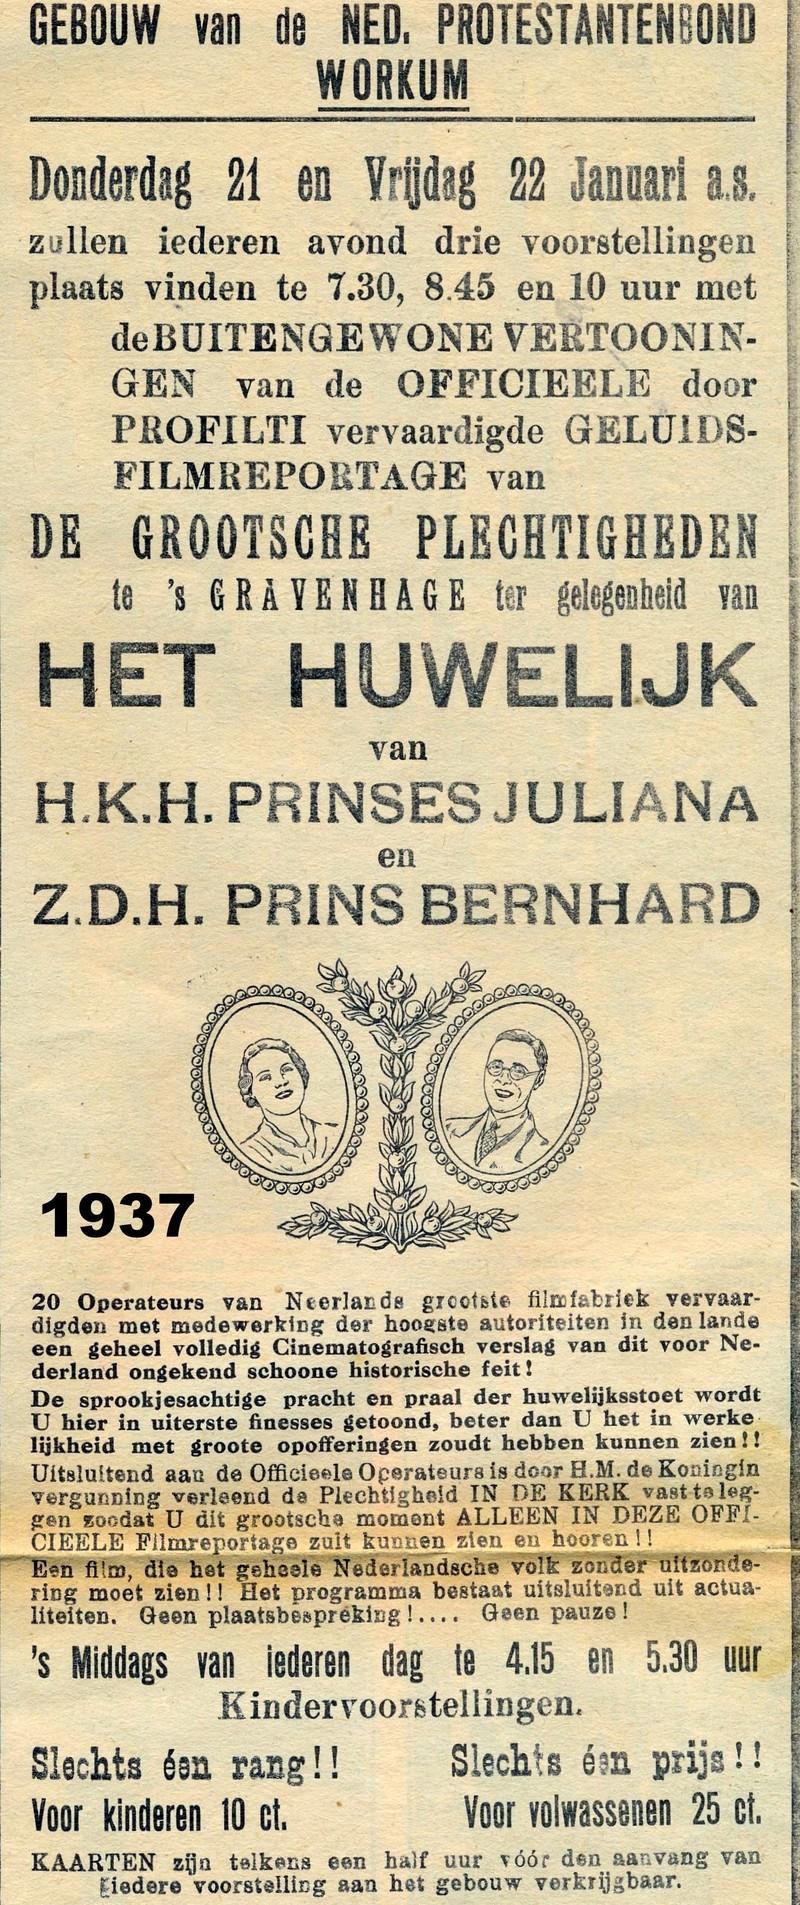 GEBOUW van de NED. PROTESTANTENBOND
WORKUM
Donderdag 21 en Vrijdag 22 Januari a.s.
zullen iederen avond drie voorstellingen
plaats vinden te 7.30, 8.45 en 10 uur met
de BUITENGEWONE VERTOONIN-
GEN van de OFFICIEELE door
PROFILTI vervaardigde GELUIDS-
FILMREPORTAGE van
DE GROOTSCHE PLECHTIGHEDEN
te 's GRAVENHAGE ter gelegenheid van
HET HUWELIJK
van
H.K.H. PRINSES JULIANA
en
Z.D.H. PRINS BERNHARD
1937
20 Operateurs van Neerlands grootste filmfabriek vervaar-
digden met medewerking der hoogste autoriteiten in den lande
een geheel volledig Cinematografisch verslag van dit voor Ne-
derland ongekend schoone historische feit!
De sprookjesachtige pracht en praal der huwelijksstoet wordt
U hier in uiterste finesses getoond, beter dan U het in werke
lijkheid met groote opofferingen zoudt hebben kunnen zien!!
Uitsluitend aan de Officieele Operateurs is door H.M. de Koningin
vergunning verleend de Plechtigheid IN DE KERK vast te leg-
gen zoodat U dit grootsche moment ALLEEN IN DEZE OFFI-
CIEELE Filmreportage zult kunnen zien en hooren!!
Een film, die het geheele Nederlandsche volk zonder uitzonde-
ring moet zien!! Het programma bestaat uitsluitend uit actua-
liteiten. Geen plaatsbespreking!.... Geen pauze!
's Middags van iederen dag te 4.15 en 5.30 uur
Kindervoorstellingen.
Slechts één rang!! Slechts één prijs!!
Voor kinderen 10 ct. Voor volwassenen 25 ct.
KAARTEN zijn telkens een half uur vóór den aanvang van
iedere voorstelling aan het gebouw verkrijgbaar.